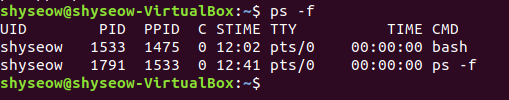 shyseow@shyseow-VirtualBox:~$ ps -f
UID        PID  PPID  C STIME TTY          TIME CMD
shyseow   1533  1475  0 12:02 pts/0    00:00:00 bash
shyseow   1791  1533  0 12:41 pts/0    00:00:00 ps -f
shyseow@shyseow-VirtualBox:~$